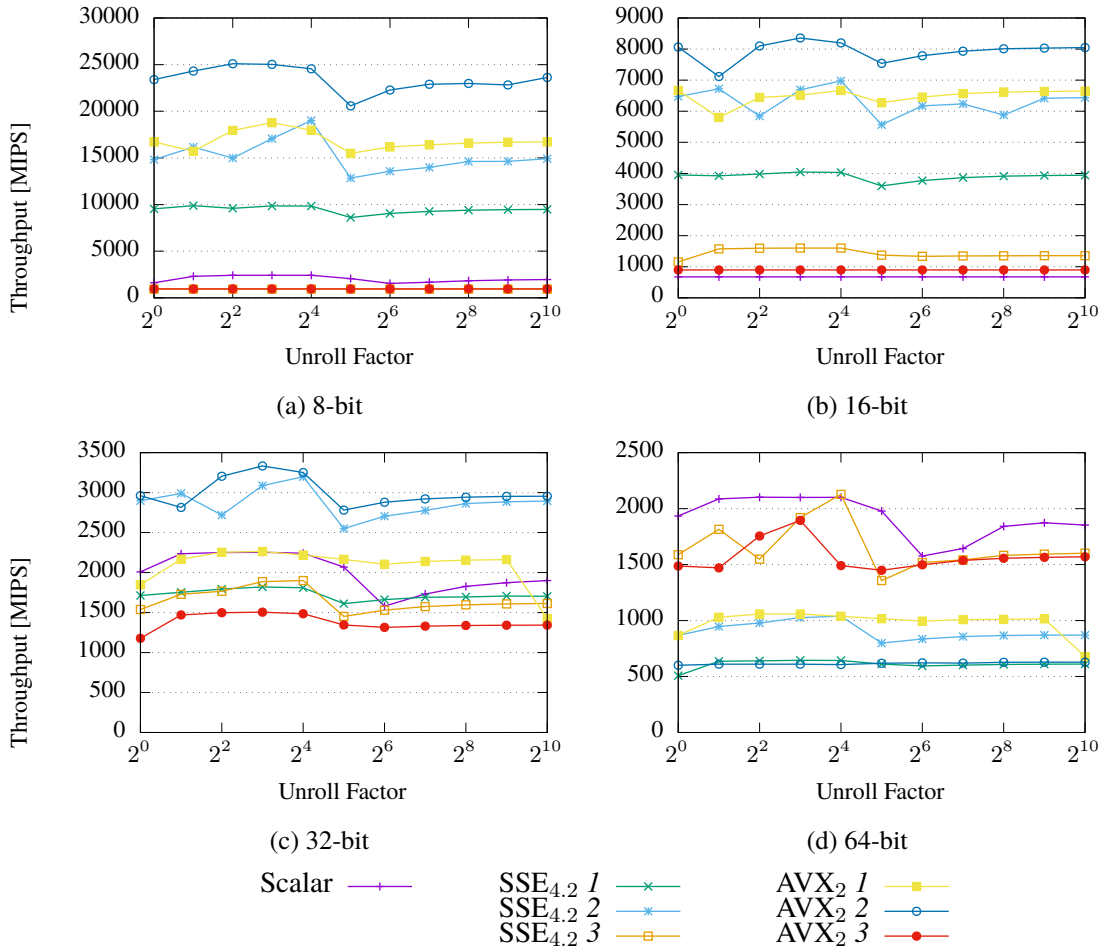 30000
25000
20000
15000
10000
5000
0
Throughput [MIPS]
2^0 2^2 2^4 2^6 2^8 2^10
Unroll Factor
(a) 8-bit
9000
8000
7000
6000
5000
4000
3000
2000
1000
0
2^0 2^2 2^4 2^6 2^8 2^10
Unroll Factor
(b) 16-bit
3500
3000
2500
2000
1500
1000
500
0
Throughput [MIPS]
2^0 2^2 2^4 2^6 2^8 2^10
Unroll Factor
(c) 32-bit
2500
2000
1500
1000
500
0
2^0 2^2 2^4 2^6 2^8 2^10
Unroll Factor
(d) 64-bit
Scalar
SSE4.2 1
SSE4.2 2
SSE4.2 3
AVX2 1
AVX2 2
AVX2 3